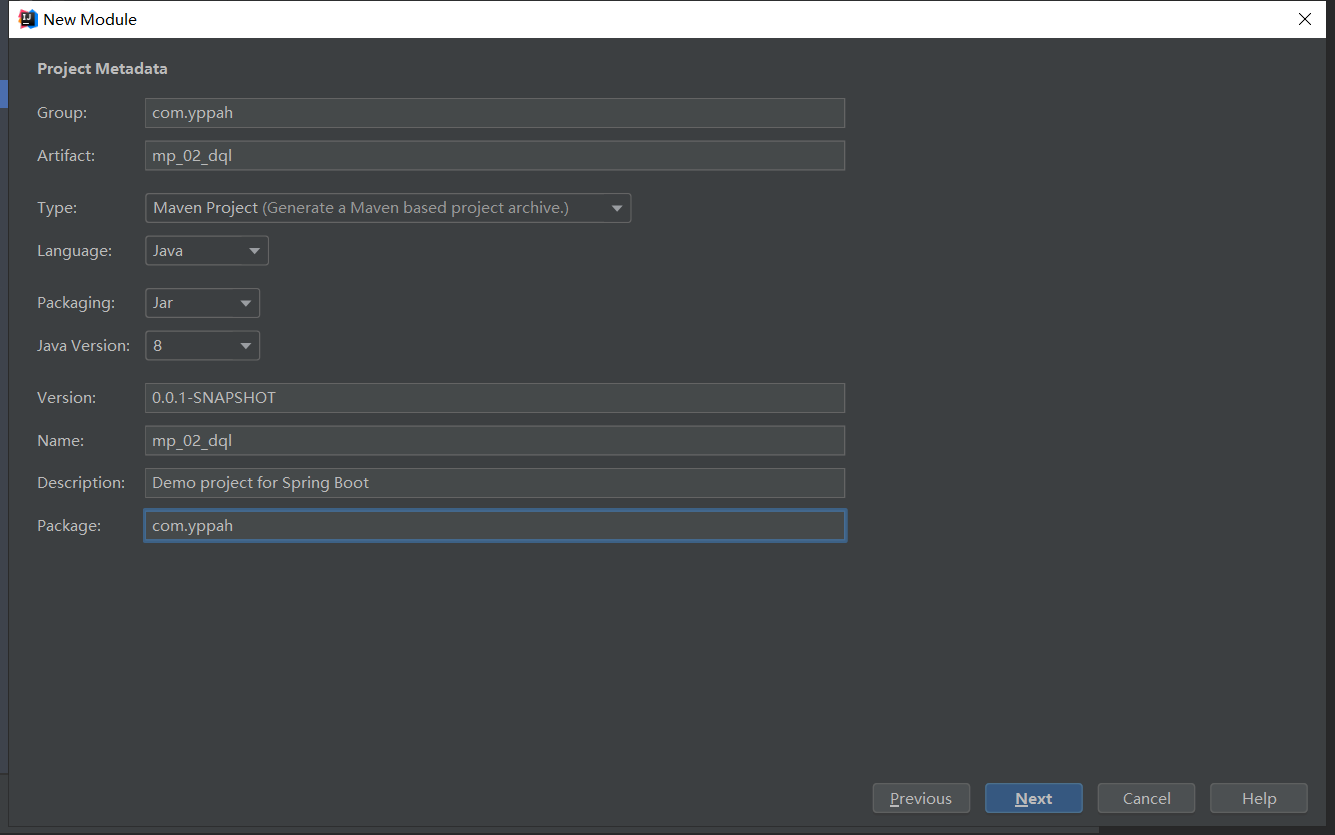 New Module
Project Metadata
Group: com.yppah
Artifact: mp_02_dql
Type: Maven Project (Generate a Maven based project archive.)
Language: Java
Packaging: Jar
Java Version: 8
Version: 0.0.1-SNAPSHOT
Name: mp_02_dql
Description: Demo project for Spring Boot
Package: com.yppah
Previous Next Cancel Help